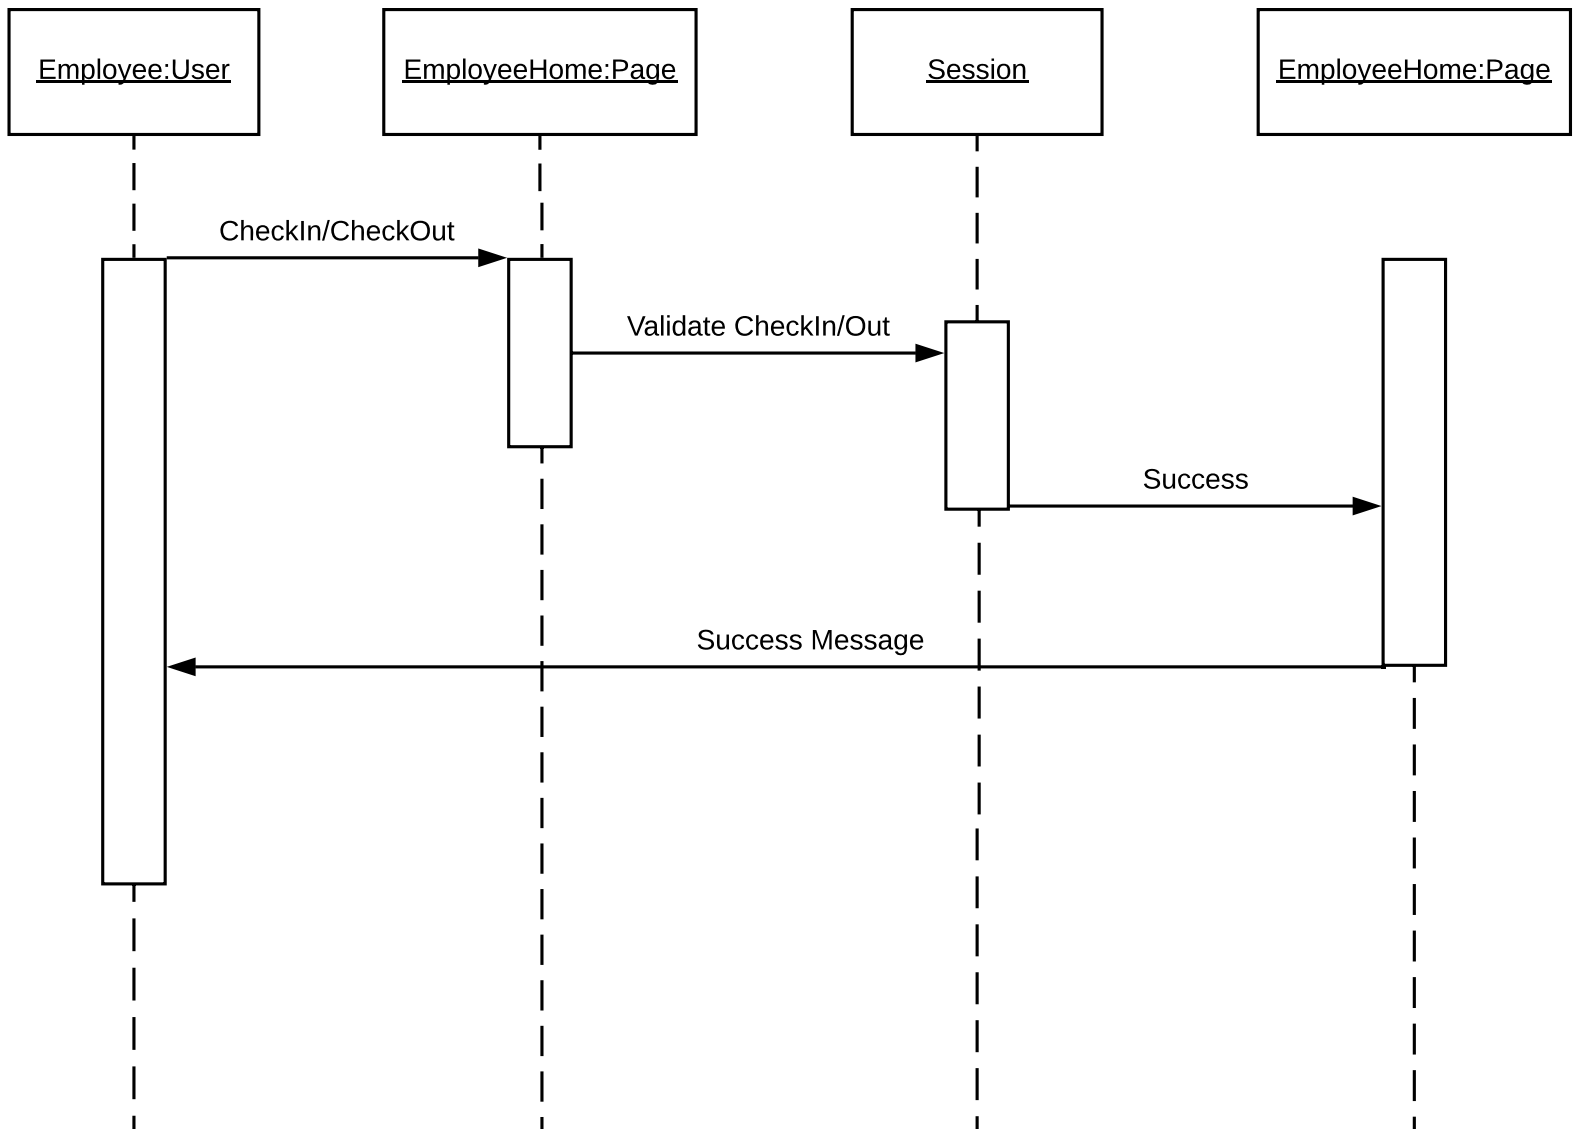 Employee:User
EmployeeHome:Page
Session
EmployeeHome:Page
CheckIn/CheckOut
Validate CheckIn/Out
Success
Success Message